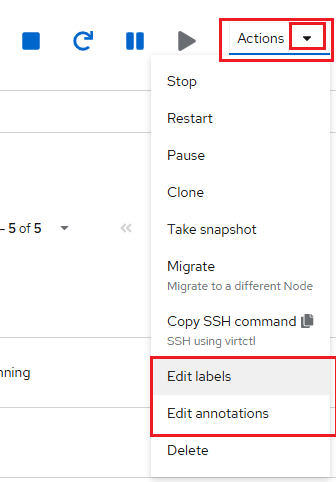 Actions
Stop
Restart
Pause
Clone
– 5 of 5
Take snapshot
Migrate
Migrate to a different Node
Copy SSH command
SSH using virtctl
nning
Edit labels
Edit annotations
Delete